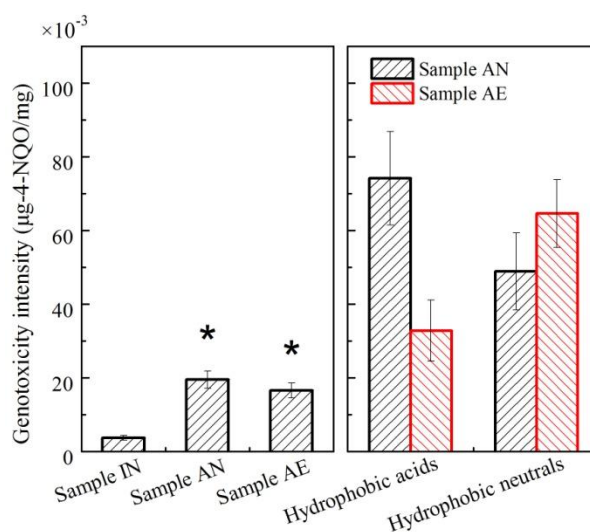 ×10⁻³
Genotoxicity intensity (μg-4-NQO/mg)
100
80
60
40
20
0
*
*
Sample IN
Sample AN
Sample AE
Sample AN
Sample AE
Hydrophobic acids
Hydrophobic neutrals